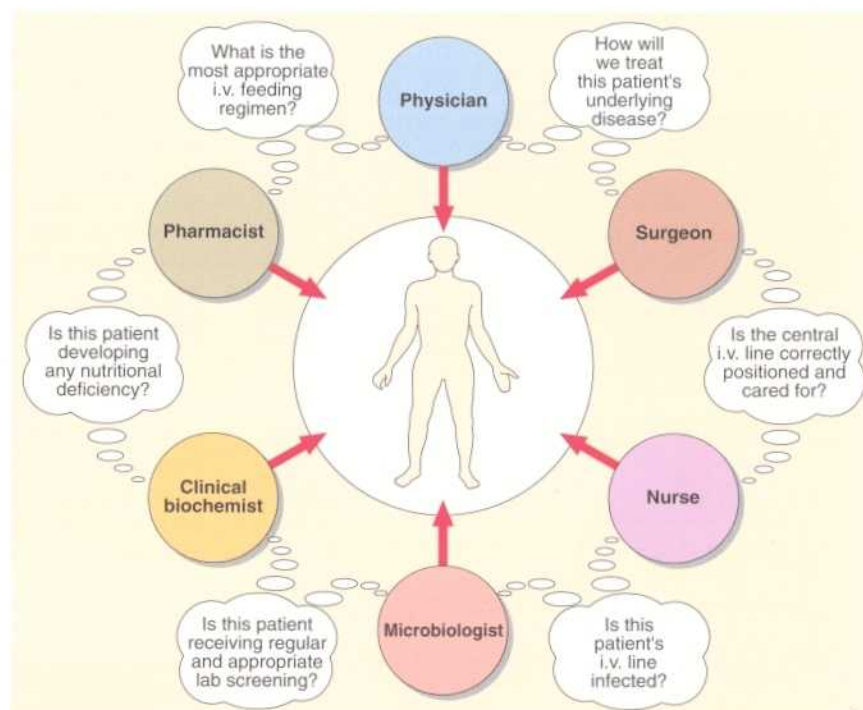 What is the
most appropriate
i.v. feeding
regimen?
Physician
How will
we treat
this patient's
underlying
disease?
Pharmacist
Surgeon
Is this patient
developing
any nutritional
deficiency?
Is the central
i.v. line correctly
positioned and
cared for?
Clinical
biochemist
Nurse
Is this patient
receiving regular
and appropriate
lab screening?
Microbiologist
Is this
patient's
i.v. line
infected?